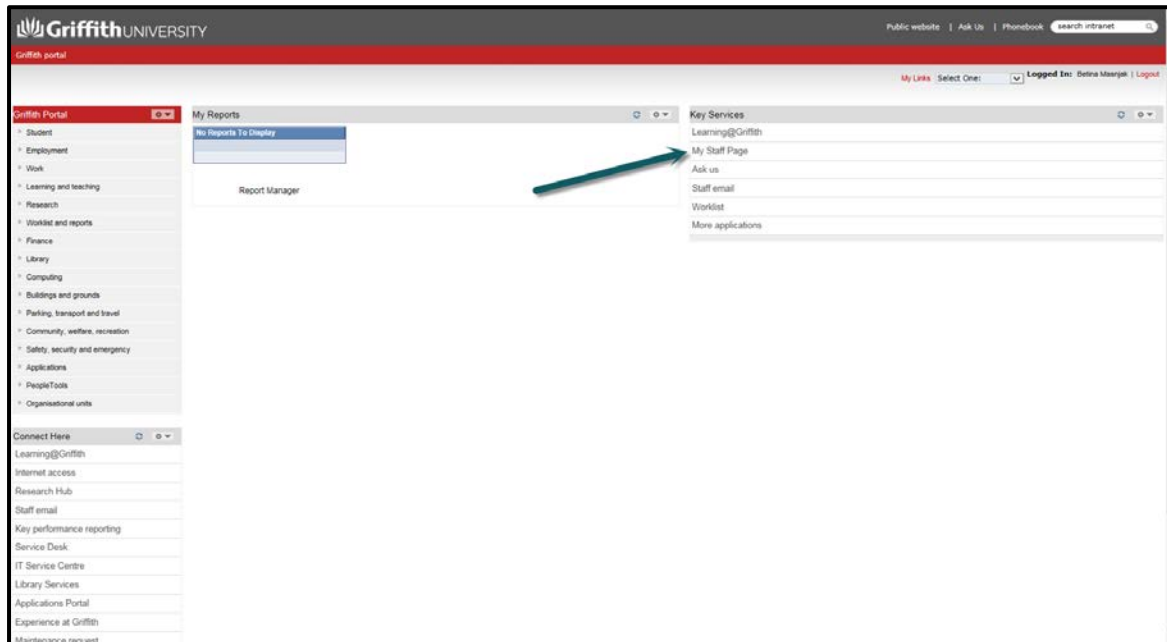 Griffith UNIVERSITY
Public website | Ask Us | Phonebook search intranet
Griffith portal
My Links Select One: Logged In: Betina Masnjak | Logout
Griffith Portal
Student
Employment
Work
Learning and teaching
Research
Worklist and reports
Finance
Library
Computing
Buildings and grounds
Parking, transport and travel
Community, welfare, recreation
Safety, security and emergency
Applications
PeopleTools
Organisational units
Connect Here
Learning@Griffith
Internet access
Research Hub
Staff email
Key performance reporting
Service Desk
IT Service Centre
Library Services
Applications Portal
Experience at Griffith
Maintenance request
My Reports
No Reports To Display
Report Manager
Key Services
Learning@Griffith
My Staff Page
Ask us
Staff email
Worklist
More applications